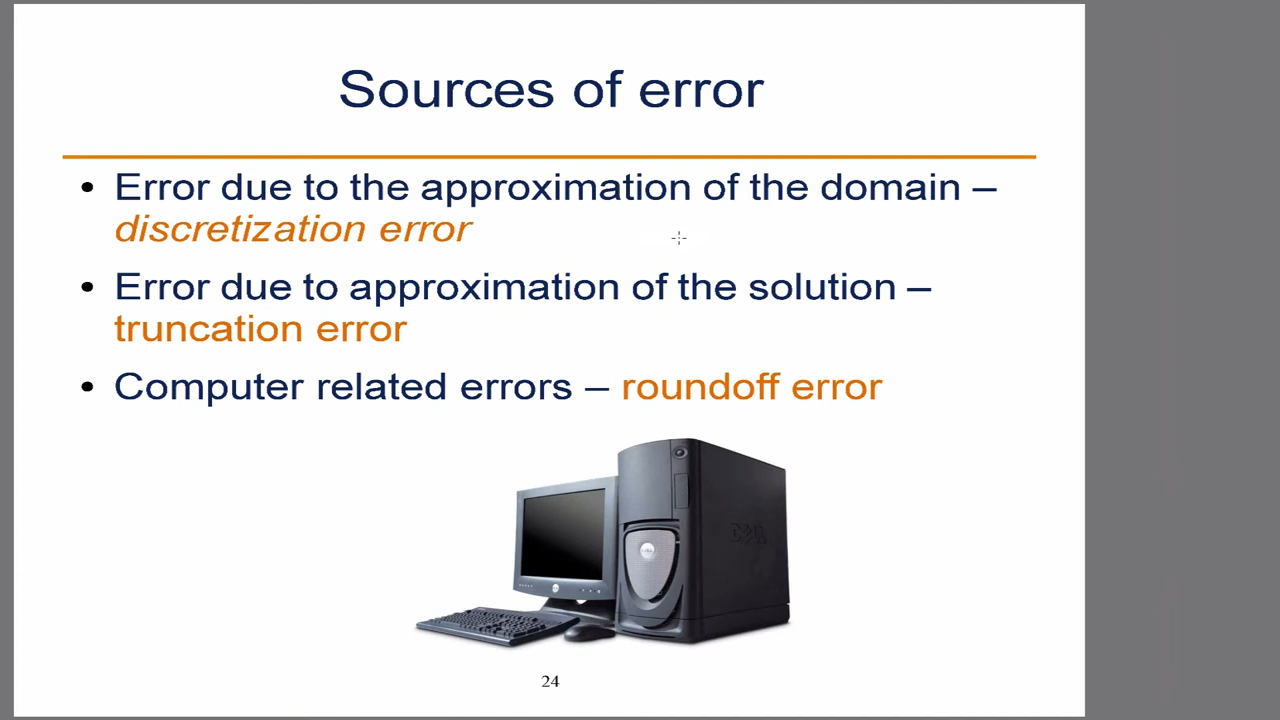 Sources of error
• Error due to the approximation of the domain –
discretization error
• Error due to approximation of the solution –
truncation error
• Computer related errors – roundoff error
DELL
24